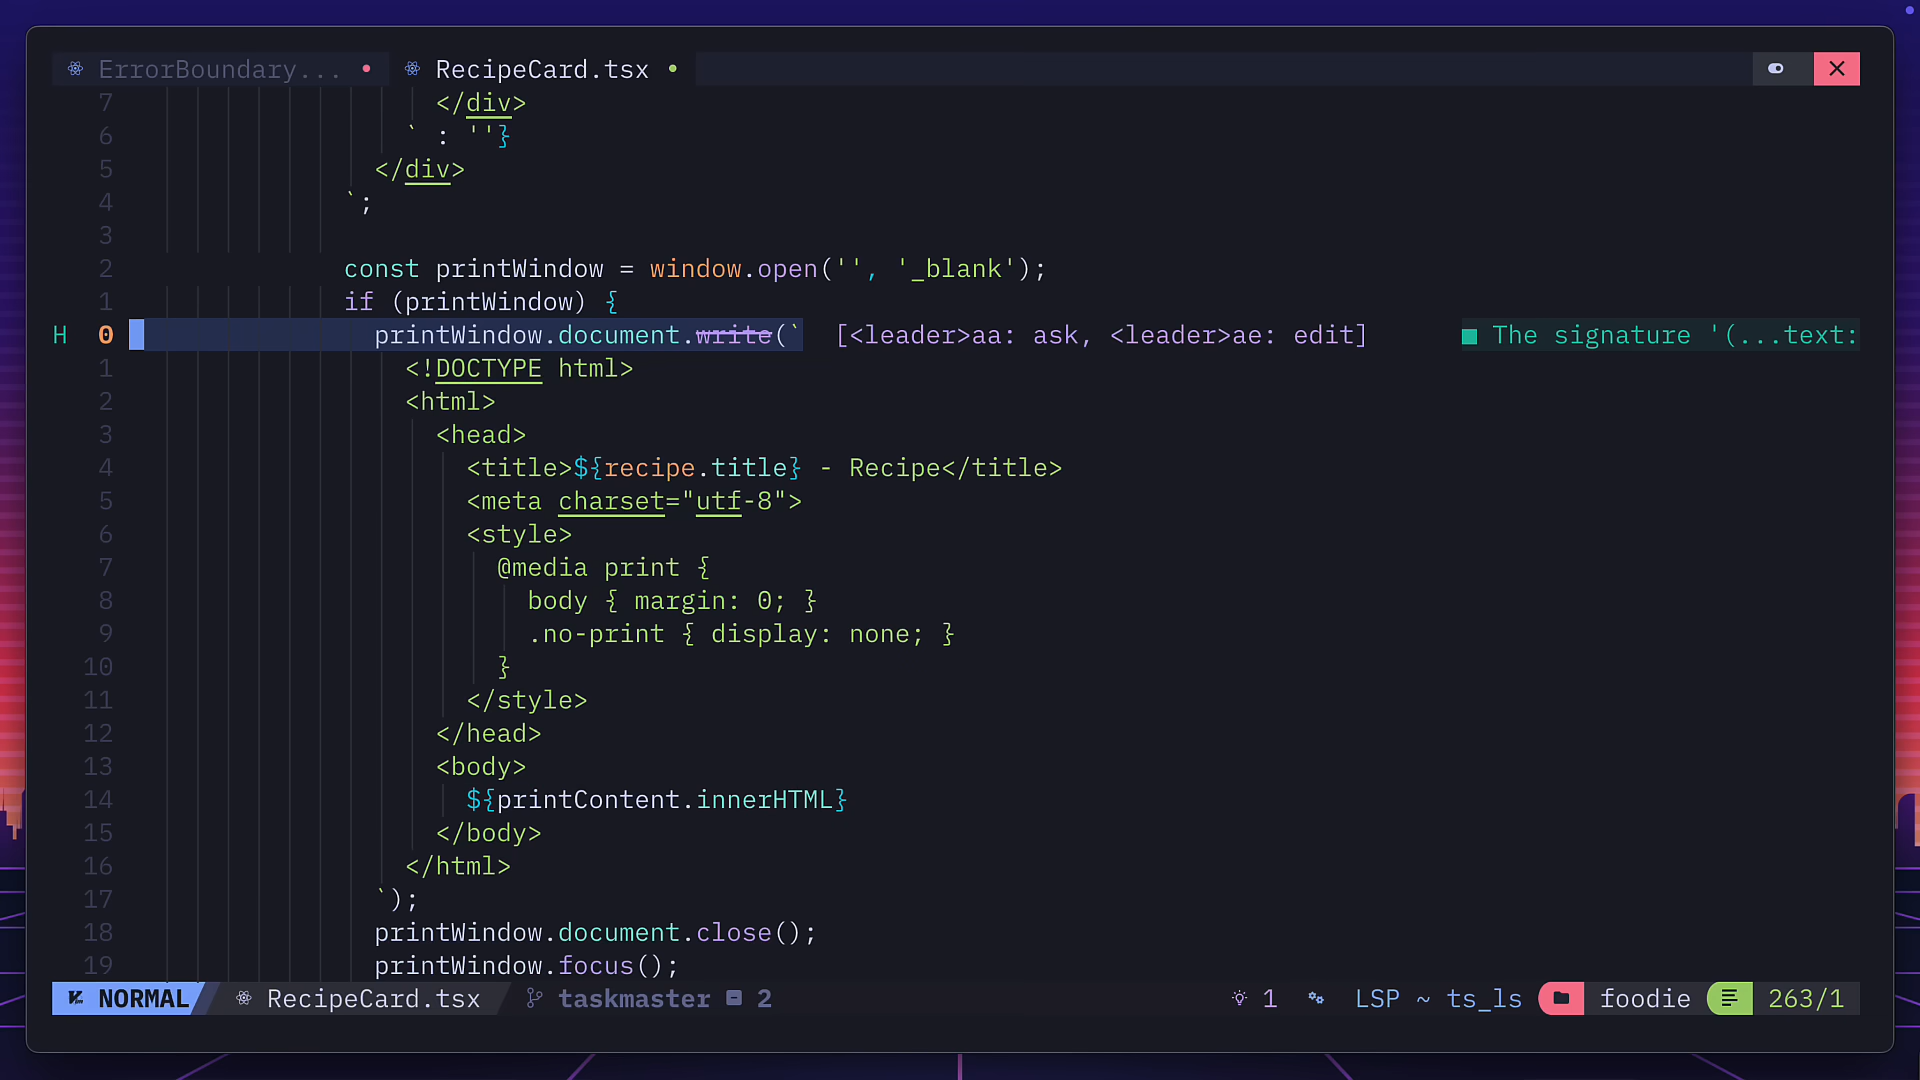 ErrorBoundary... • RecipeCard.tsx •
7 </div>
6 ` : ''}
5 </div>
4 `;
3
2 const printWindow = window.open('', '_blank');
1 if (printWindow) {
H 0 printWindow.document.write(` [<leader>aa: ask, <leader>ae: edit] ■ The signature '(...text:
1 <!DOCTYPE html>
2 <html>
3 <head>
4 <title>${recipe.title} - Recipe</title>
5 <meta charset="utf-8">
6 <style>
7 @media print {
8 body { margin: 0; }
9 .no-print { display: none; }
10 }
11 </style>
12 </head>
13 <body>
14 ${printContent.innerHTML}
15 </body>
16 </html>
17 `);
18 printWindow.document.close();
19 printWindow.focus();
NORMAL RecipeCard.tsx taskmaster 2 1 LSP ~ ts_ls foodie 263/1